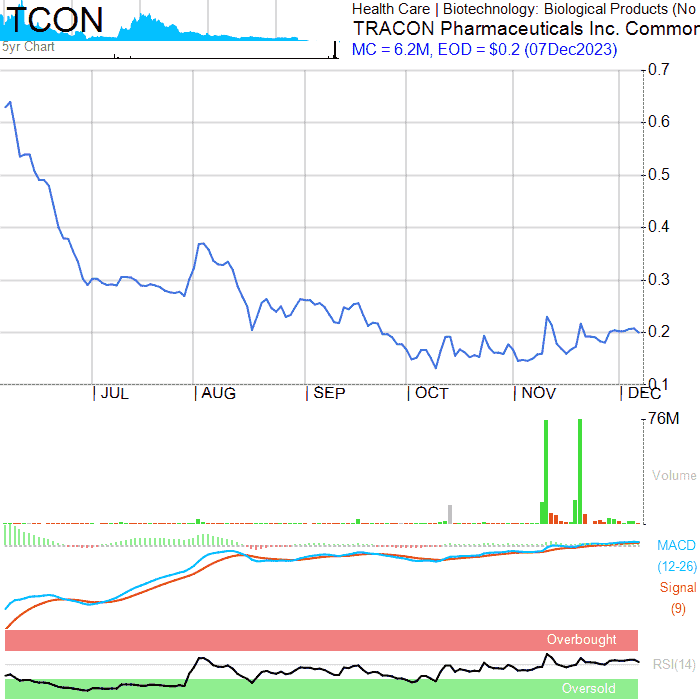 TCON
5yr Chart
Health Care | Biotechnology: Biological Products (No
TRACON Pharmaceuticals Inc. Common
MC = 6.2M, EOD = $0.2 (07Dec2023)
0.7
0.6
0.5
0.4
0.3
0.2
0.1
JUL
AUG
SEP
OCT
NOV
DEC
76M
Volume
MACD
(12-26)
Signal
(9)
Overbought
RSI(14)
Oversold